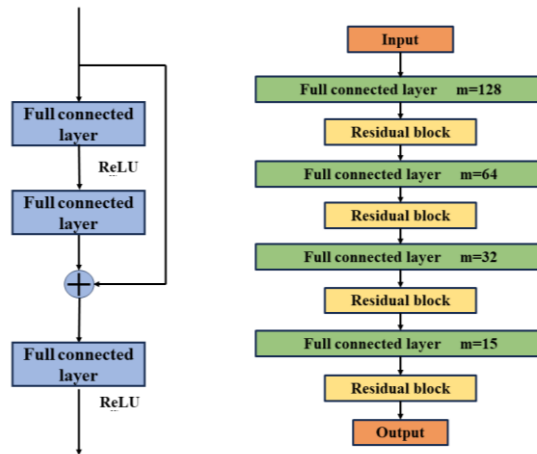 Full connected
layer
ReLU
Full connected
layer
Full connected
layer
ReLU
Input
Full connected layer m=128
Residual block
Full connected layer m=64
Residual block
Full connected layer m=32
Residual block
Full connected layer m=15
Residual block
Output